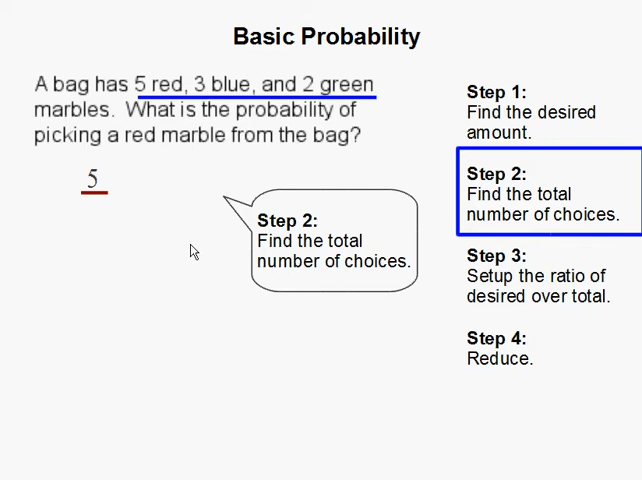 Basic Probability
A bag has 5 red, 3 blue, and 2 green
marbles. What is the probability of
picking a red marble from the bag?
5
Step 2:
Find the total
number of choices.
Step 1:
Find the desired
amount.
Step 2:
Find the total
number of choices.
Step 3:
Setup the ratio of
desired over total.
Step 4:
Reduce.